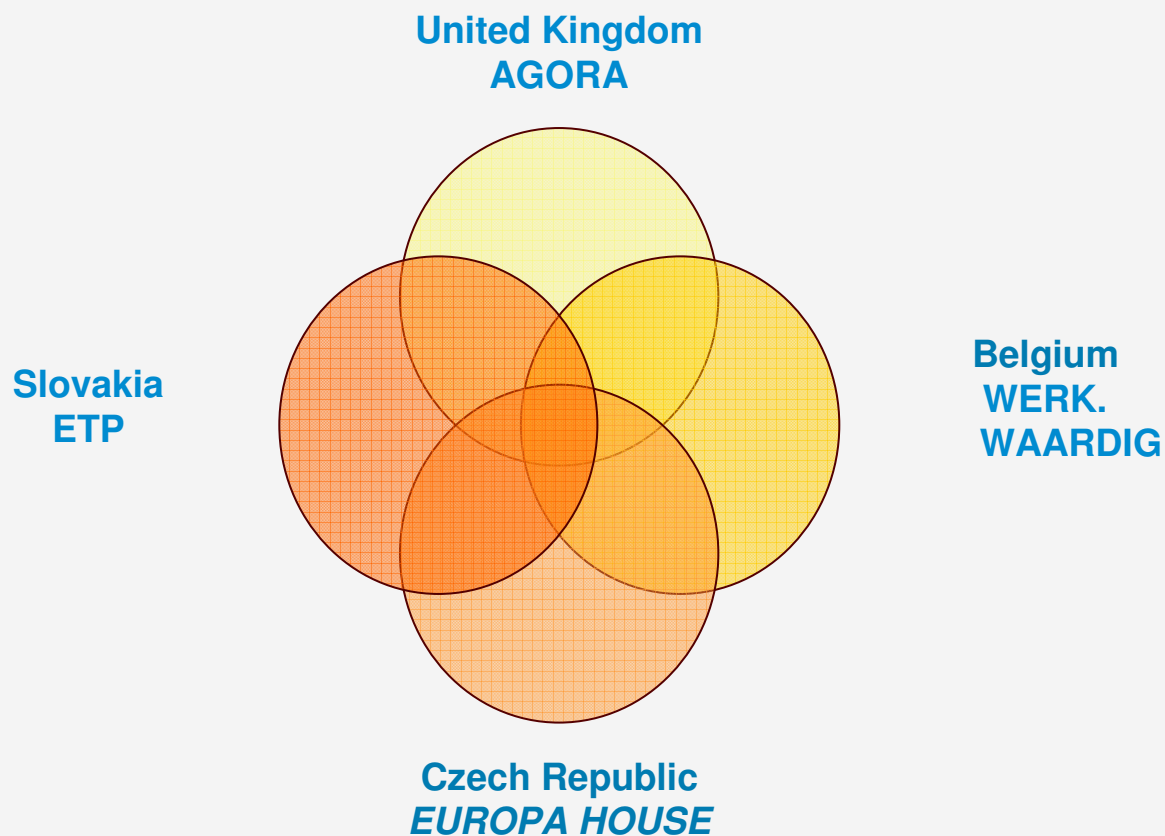 United Kingdom
AGORA
Slovakia
ETP
Belgium
WERK.
WAARDIG
Czech Republic
EUROPA HOUSE